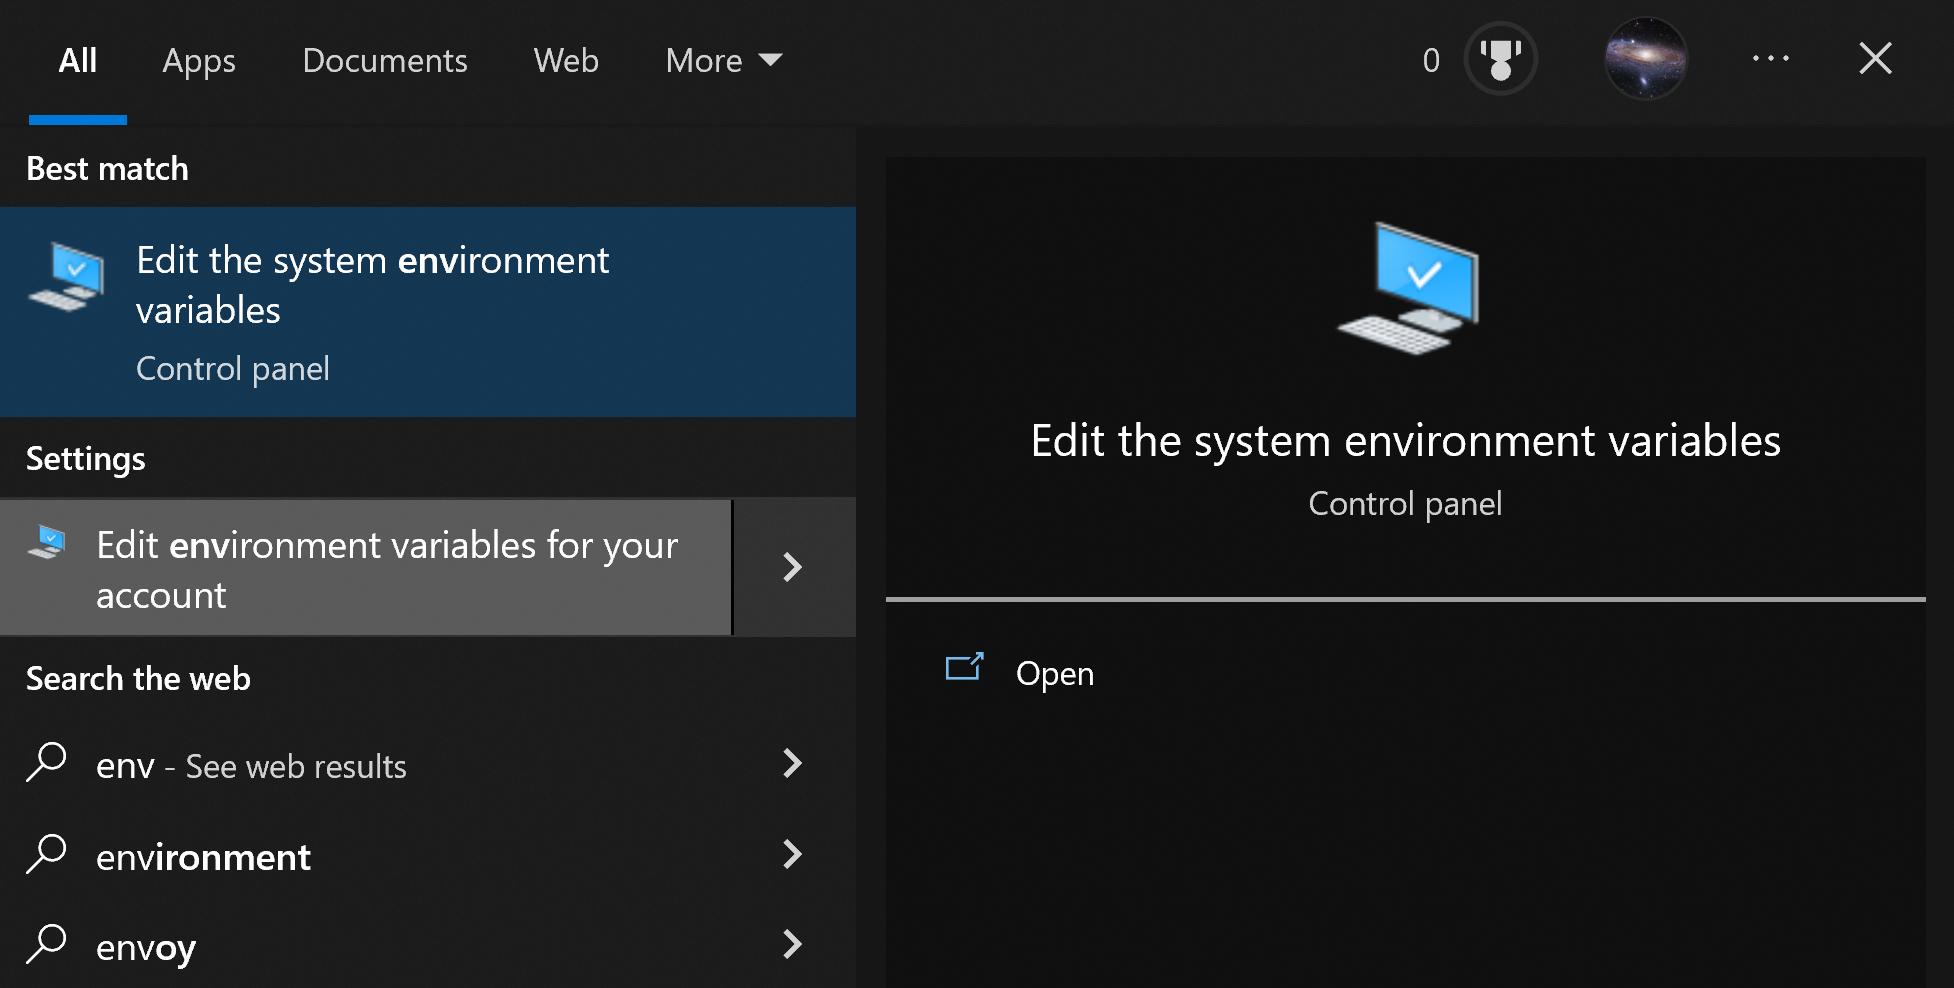 All Apps Documents Web More 0
Best match
Edit the system environment
variables
Control panel
Settings
Edit environment variables for your
account
Search the web
env - See web results
environment
envoy
Edit the system environment variables
Control panel
Open